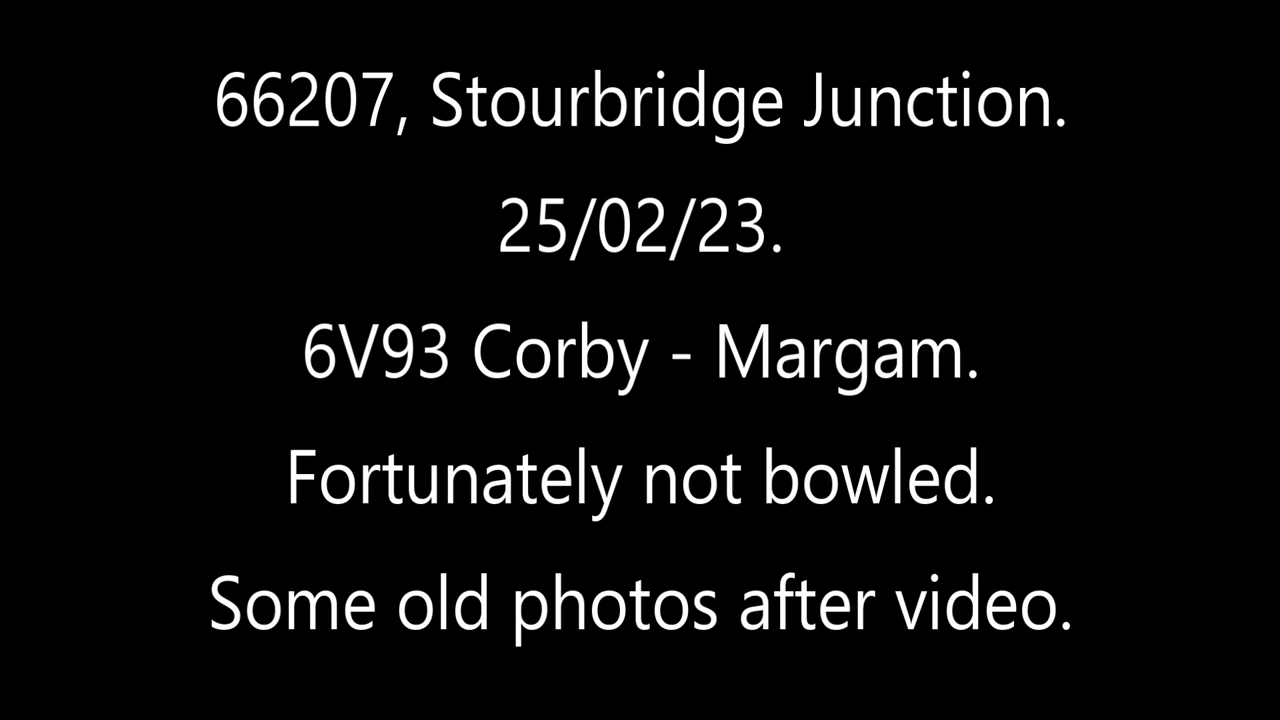 66207, Stourbridge Junction.
25/02/23.
6V93 Corby - Margam.
Fortunately not bowled.
Some old photos after video.